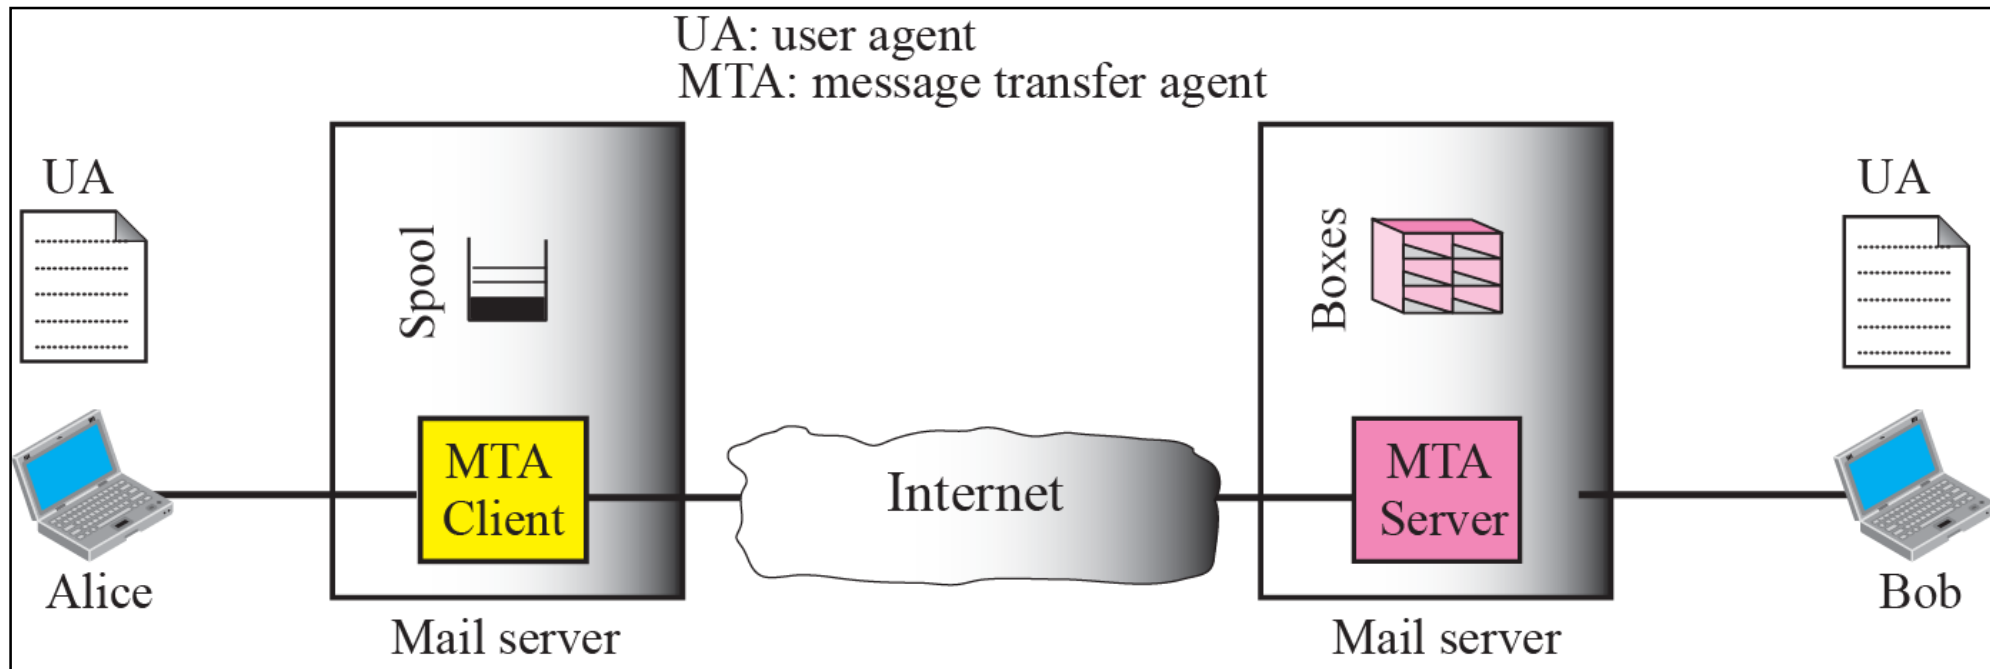 UA: user agent
MTA: message transfer agent
UA
Spool
MTA
Client
Alice
Mail server
Internet
Boxes
MTA
Server
Mail server
UA
Bob